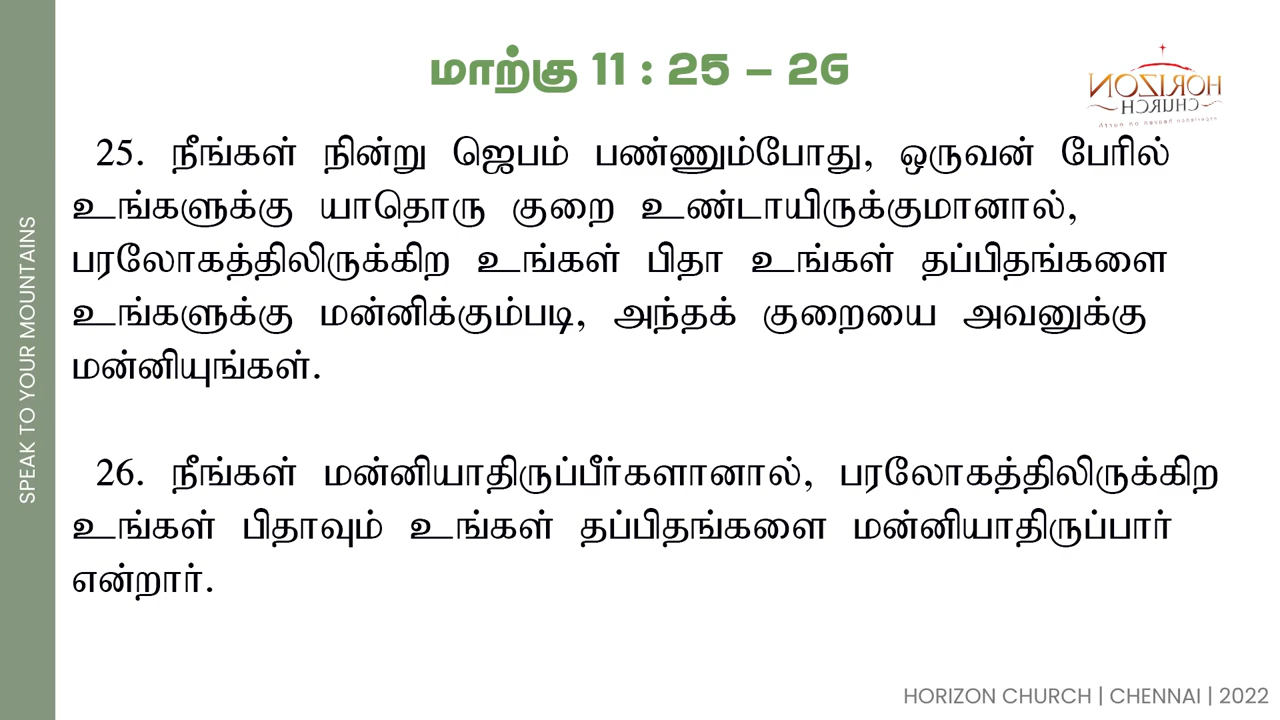 மாற்கு 11 : 25 – 26
HORIZON
CHURCH
25. நீங்கள் நின்று ஜெபம் பண்ணும்போது, ஒருவன் பேரில்
உங்களுக்கு யாதொரு குறை உண்டாயிருக்குமானால்,
பரலோகத்திலிருக்கிற உங்கள் பிதா உங்கள் தப்பிதங்களை
உங்களுக்கு மன்னிக்கும்படி, அந்தக் குறையை அவனுக்கு
மன்னியுங்கள்.
26. நீங்கள் மன்னியாதிருப்பீர்களானால், பரலோகத்திலிருக்கிற
உங்கள் பிதாவும் உங்கள் தப்பிதங்களை மன்னியாதிருப்பார்
என்றார்.
SPEAK TO YOUR MOUNTAINS
HORIZON CHURCH | CHENNAI | 2022